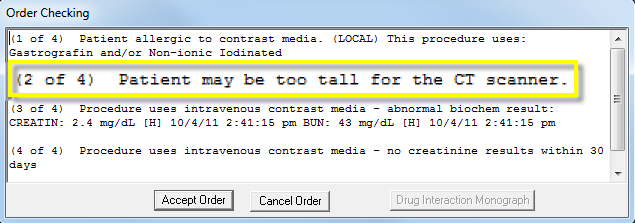 Order Checking
(1 of 4)  Patient allergic to contrast media. (LOCAL) This procedure uses:
Gastrografin and/or Non-ionic Iodinated
(2 of 4)  Patient may be too tall for the CT scanner.
(3 of 4)  Procedure uses intravenous contrast media - abnormal biochem result:
CREATIN: 2.4 mg/dL [H] 10/4/11 2:41:15 pm BUN: 43 mg/dL [H] 10/4/11 2:41:15 pm
(4 of 4)  Procedure uses intravenous contrast media - no creatinine results within 30
days
Accept Order
Cancel Order
Drug Interaction Monograph